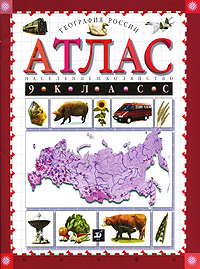 ГЕОГРАФИЯ РОССИИ
АТЛАС
НАСЕЛЕНИЕ И ХОЗЯЙСТВО
9 • К Л А С С